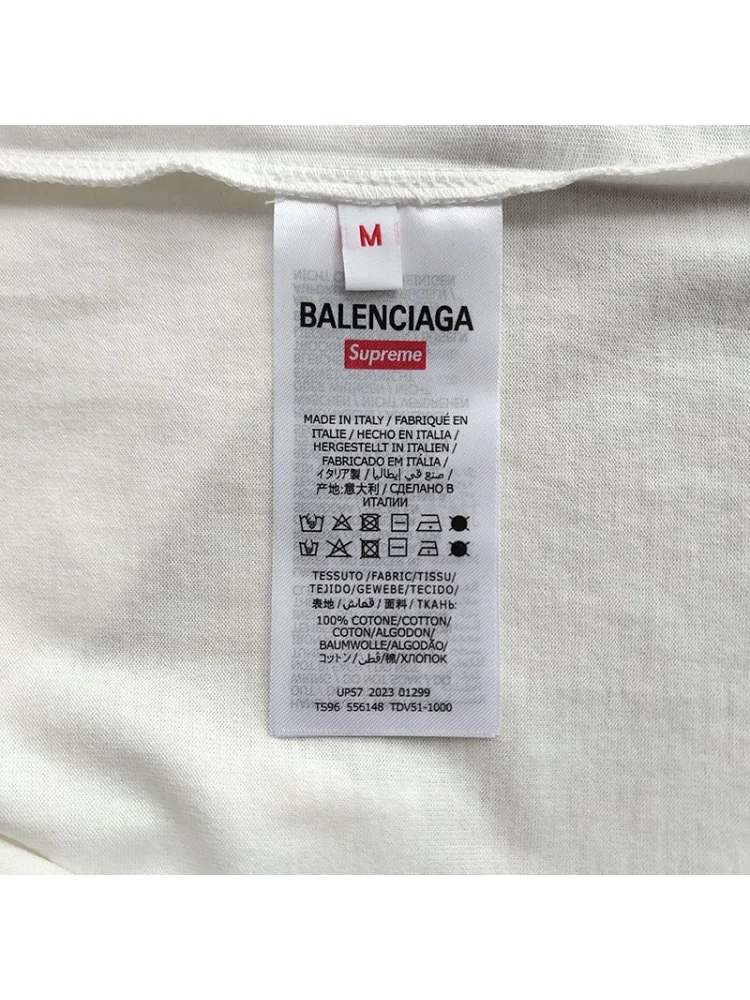 M
BALENCIAGA
Supreme
MADE IN ITALY / FABRIQUÉ EN
ITALIE / HECHO EN ITALIA /
HERGESTELLT IN ITALIEN /
FABRICADO EM ITÁLIA /
イタリア製 / صنع في إيطاليا /
产地:意大利 / СДЕЛАНО В
ИТАЛИИ
TESSUTO /FABRIC/TISSU/
TEJIDO/GEWEBE/TECIDO/
表地/قماش/面料/ТКАНЬ:
100% COTONE/COTTON/
COTON/ALGODON/
BAUMWOLLE/ALGODÃO/
コットン/قطن/棉/ХЛОПОК
UP57 2023 01299
TS96 556148 TDV51-1000